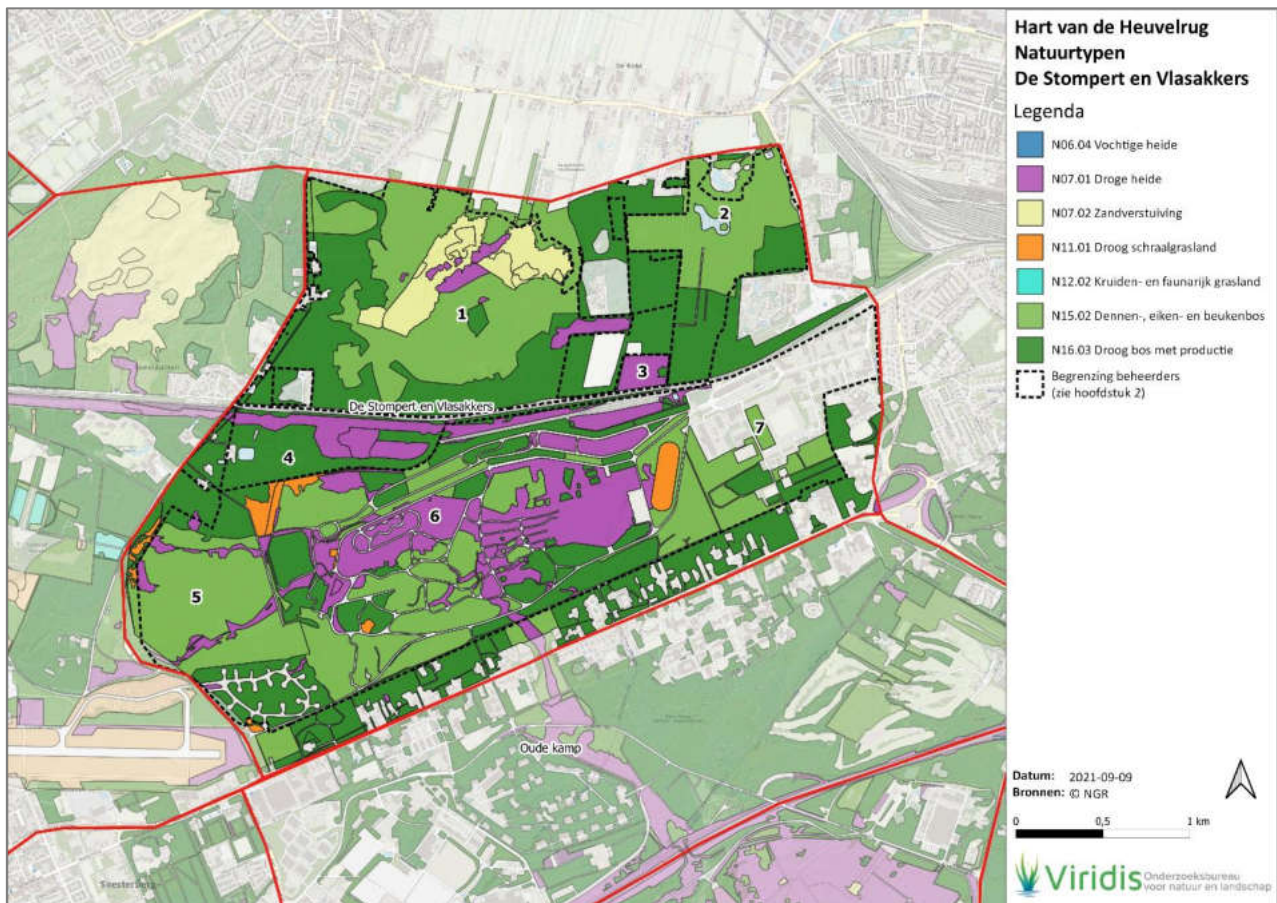 Hart van de Heuvelrug
Natuurtypen
De Stompert en Vlasakkers
Legenda
N06.04 Vochtige heide
N07.01 Droge heide
N07.02 Zandverstuiving
N11.01 Droog schraalgrasland
N12.02 Kruiden- en faunarijk grasland
N15.02 Dennen-, eiken- en beukenbos
N16.03 Droog bos met productie
Begrenzing beheerders
(zie hoofdstuk 2)
2
1
3
De Stompert en Vlasakkers
7
4
6
5
Oude kamp
Datum: 2021-09-09
Bronnen: © NGR
0 0,5 1 km
Viridis Onderzoeksbureau
voor natuur en landschap